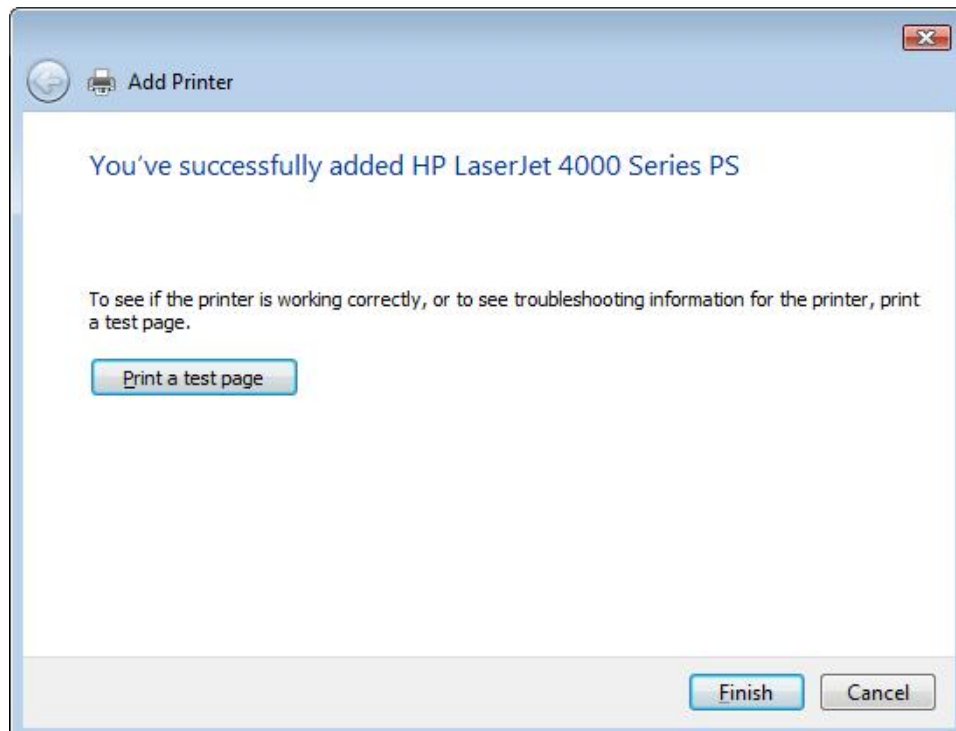 Add Printer
You've successfully added HP LaserJet 4000 Series PS
To see if the printer is working correctly, or to see troubleshooting information for the printer, print
a test page.
Print a test page
Finish Cancel